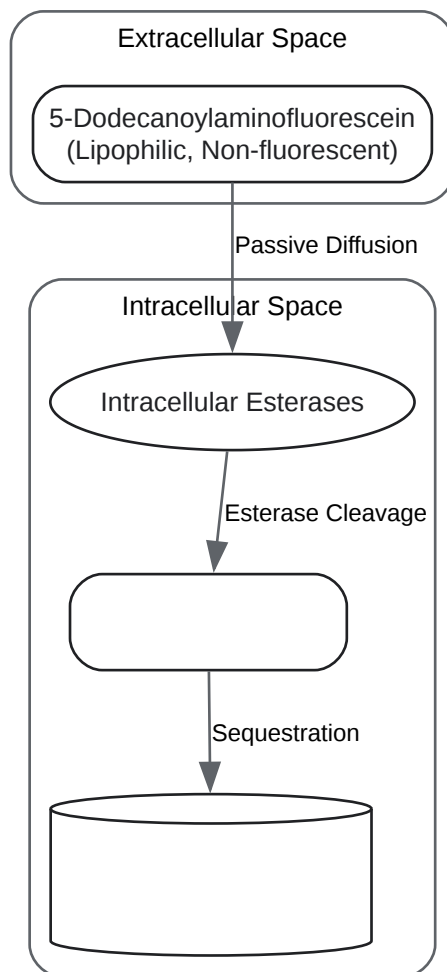 Extracellular Space
5-Dodecanoylaminofluorescein
(Lipophilic, Non-fluorescent)
Passive Diffusion
Intracellular Space
Intracellular Esterases
Esterase Cleavage
Sequestration